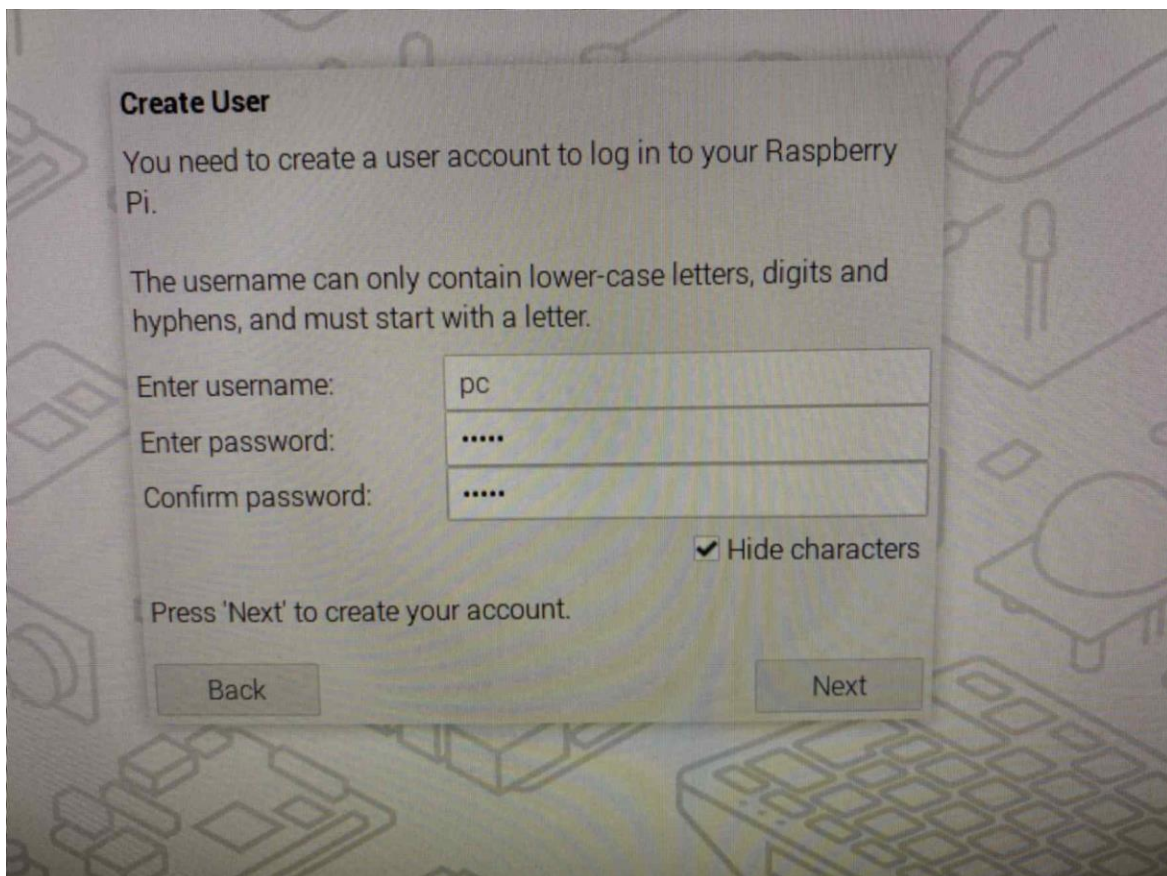 Create User
You need to create a user account to log in to your Raspberry
Pi.
The username can only contain lower-case letters, digits and
hyphens, and must start with a letter.
Enter username: pc
Enter password: •••••
Confirm password: •••••
Hide characters
Press 'Next' to create your account.
Back Next